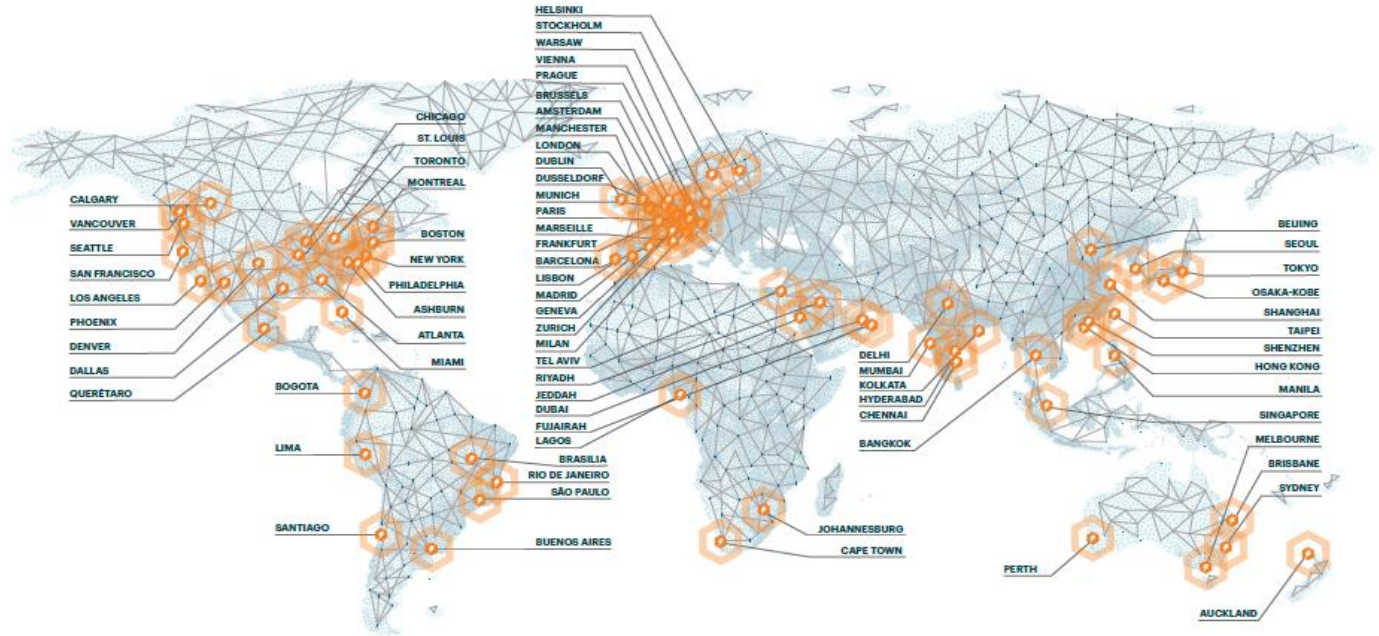 CALGARY
VANCOUVER
SEATTLE
SAN FRANCISCO
LOS ANGELES
PHOENIX
DENVER
DALLAS
QUERÉTARO
CHICAGO
ST. LOUIS
TORONTO
MONTREAL
BOSTON
NEW YORK
PHILADELPHIA
ASHBURN
ATLANTA
MIAMI
BOGOTA
LIMA
SANTIAGO
BRASILIA
RIO DE JANEIRO
SÃO PAULO
BUENOS AIRES
HELSINKI
STOCKHOLM
WARSAW
VIENNA
PRAGUE
BRUSSELS
AMSTERDAM
MANCHESTER
LONDON
DUBLIN
DUSSELDORF
MUNICH
PARIS
MARSEILLE
FRANKFURT
BARCELONA
LISBON
MADRID
GENEVA
ZURICH
MILAN
TEL AVIV
RIYADH
JEDDAH
DUBAI
FUJAIRAH
LAGOS
JOHANNESBURG
CAPE TOWN
DELHI
MUMBAI
KOLKATA
HYDERABAD
CHENNAI
BANGKOK
BEIJING
SEOUL
TOKYO
OSAKA-KOBE
SHANGHAI
TAIPEI
SHENZHEN
HONG KONG
MANILA
SINGAPORE
MELBOURNE
BRISBANE
SYDNEY
PERTH
AUCKLAND